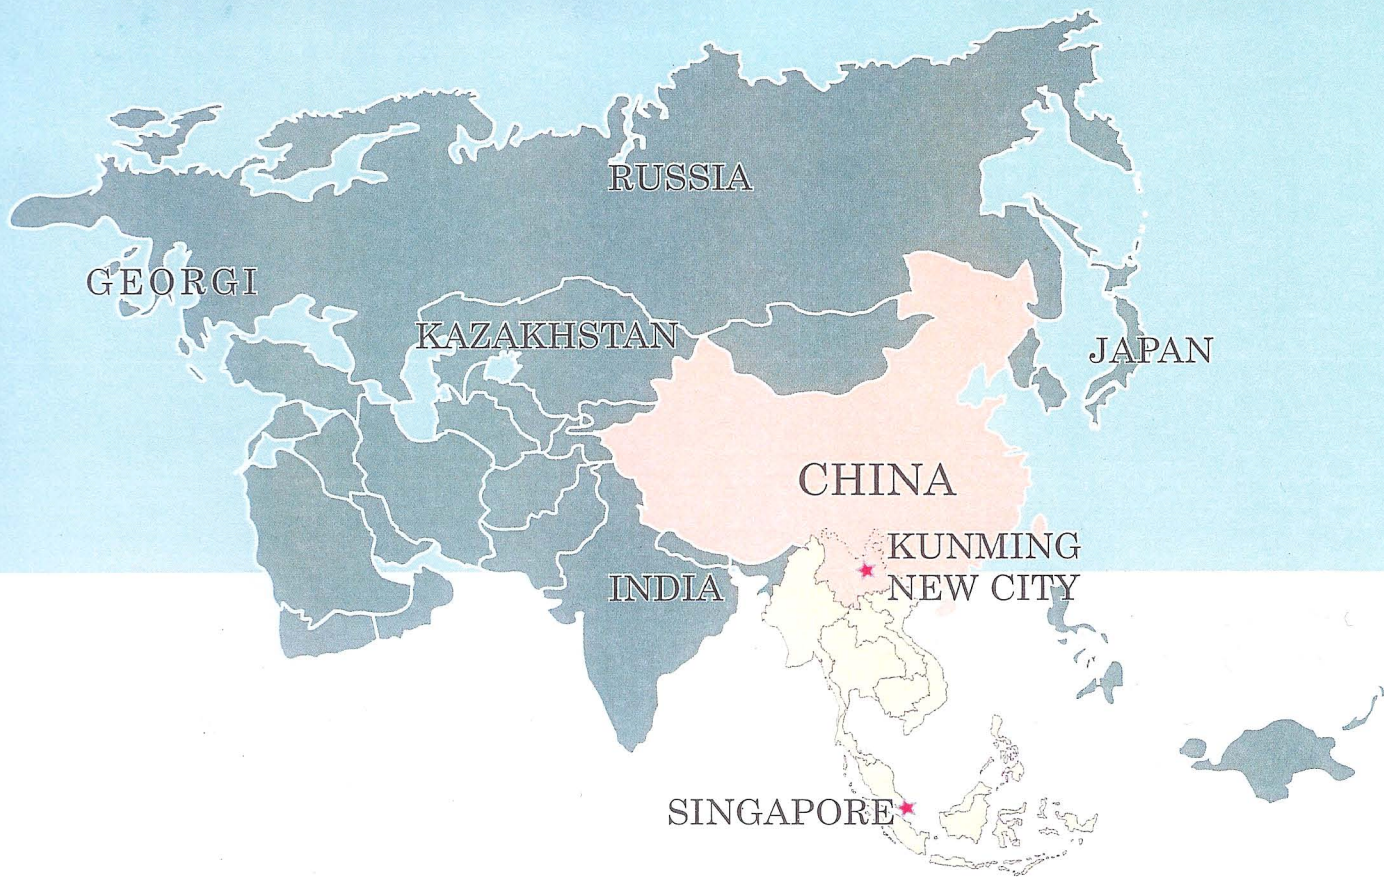 RUSSIA
GEORGI
KAZAKHSTAN
JAPAN
CHINA
KUNMING
NEW CITY
INDIA
SINGAPORE